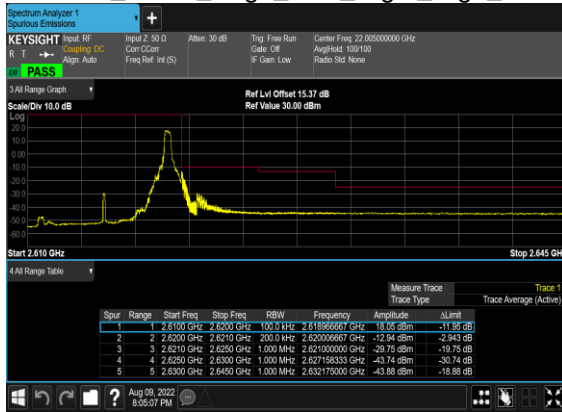 Spectrum Analyzer 1
Spurious Emissions
KEYSIGHT Input: RF Input Z: 50 Ω Atten: 30 dB Trig: Free Run Center Freq: 22.005000000 GHz
R T Coupling: DC Corr CCorr Gate: Off Avg|Hold: 100/100
Align: Auto Freq Ref: Int (S) IF Gain: Low Radio Std: None
PASS
3 All Range Graph
Ref Lvl Offset 15.37 dB
Scale/Div 10.0 dB Ref Value 30.00 dBm
Log
20.0
10.0
0.00
-10.0
-20.0
-30.0
-40.0
-50.0
-60.0
Start 2.610 GHz Stop 2.645 GHz
4 All Range Table
Measure Trace Trace 1
Trace Type Trace Average (Active)
Spur Range Start Freq Stop Freq RBW Frequency Amplitude ΔLimit
1 1 2.6100 GHz 2.6200 GHz 100.0 kHz 2.618966667 GHz 18.05 dBm -11.95 dB
2 2 2.6200 GHz 2.6210 GHz 200.0 kHz 2.620006667 GHz -12.94 dBm -2.943 dB
3 3 2.6210 GHz 2.6250 GHz 1.000 MHz 2.621000000 GHz -29.75 dBm -19.75 dB
4 4 2.6250 GHz 2.6300 GHz 1.000 MHz 2.627158333 GHz -43.74 dBm -30.74 dB
5 5 2.6300 GHz 2.6450 GHz 1.000 MHz 2.632175000 GHz -43.88 dBm -18.88 dB
Aug 09, 2022
8:05:07 PM